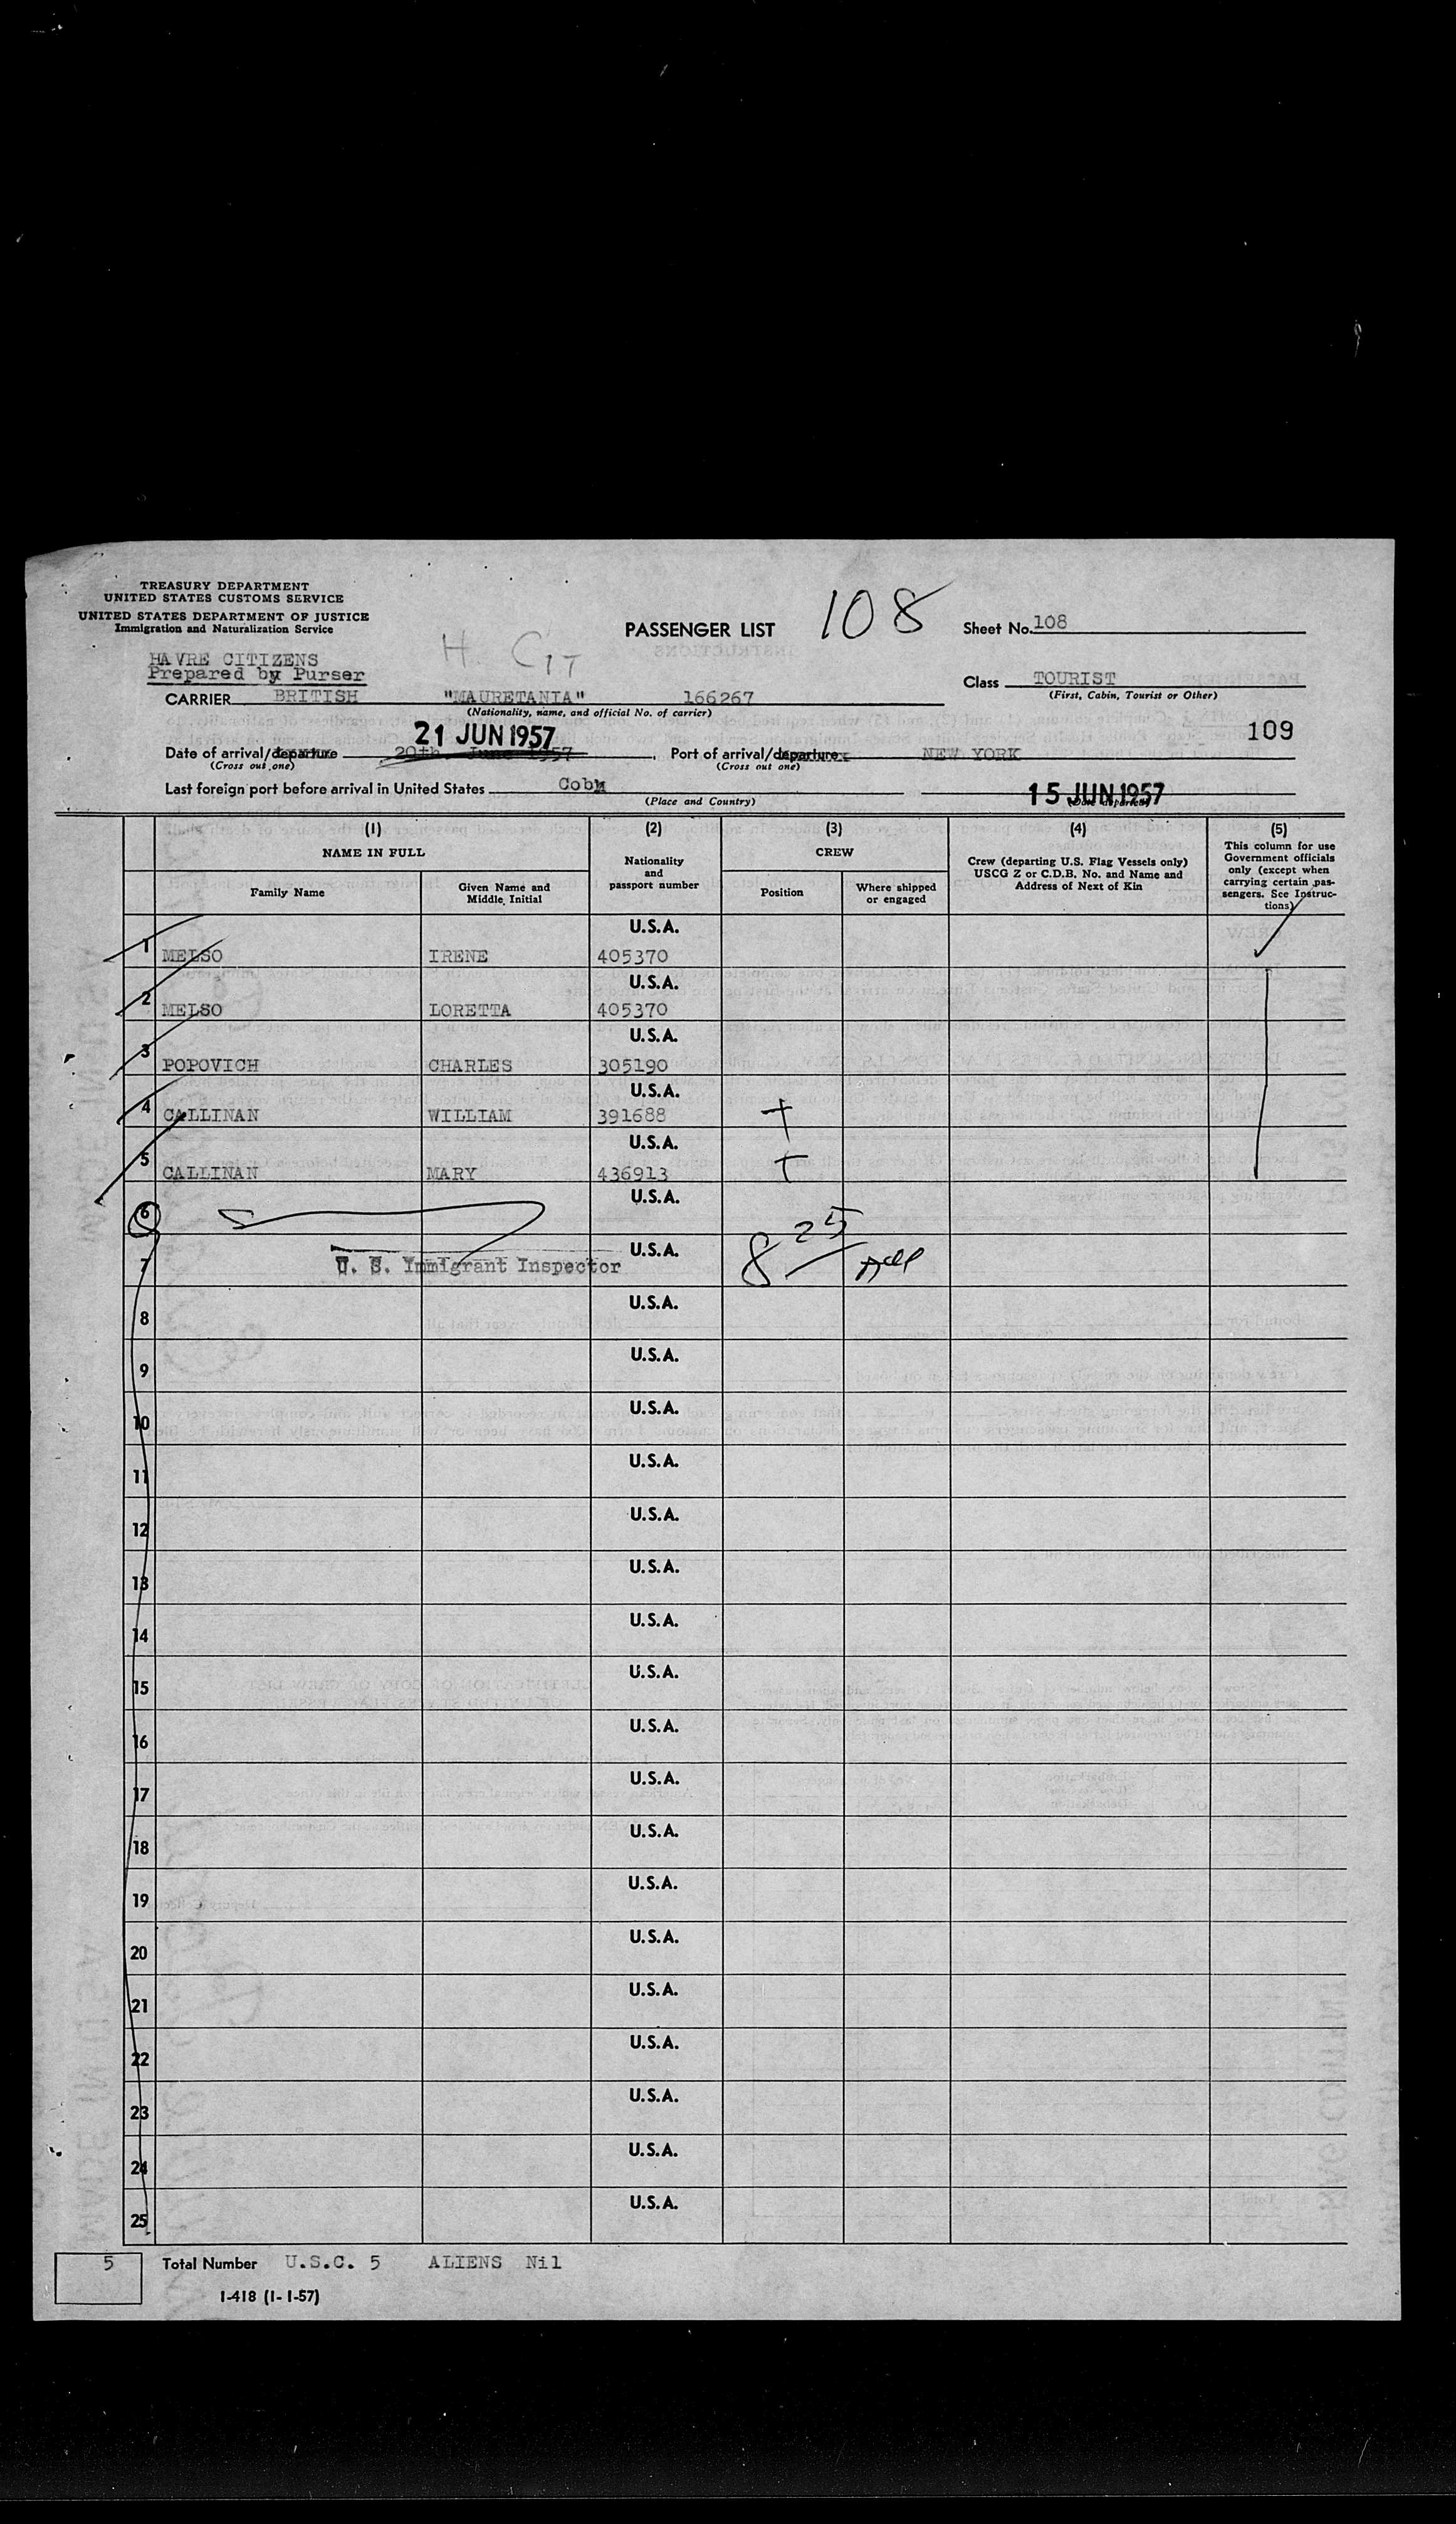 TREASURY DEPARTMENT
UNITED STATES CUSTOMS SERVICE
UNITED STATES DEPARTMENT OF JUSTICE
Immigration and Naturalization Service
PASSENGER LIST 108 Sheet No. 108
H. CIT
HAVRE CITIZENS
Prepared by Purser
Class TOURIST
(First, Cabin, Tourist or Other)
CARRIER BRITISH "MAURETANIA" 166267
(Nationality, name, and official No. of carrier)
21 JUN 1957 109
Date of arrival/departure 20th June 1957. Port of arrival/departure NEW YORK
(Cross out one) (Cross out one)
Last foreign port before arrival in United States Cobh 15 JUN 1957
(Place and Country) (Date departed)
(1) (2) (3) (4) (5)
NAME IN FULL Nationality and passport number CREW Crew (departing U.S. Flag Vessels only) USCG Z or C.D.B. No. and Name and Address of Next of Kin This column for use Government officials only (except when carrying certain passengers. See Instructions)
Family Name Given Name and Middle Initial Position Where shipped or engaged
U.S.A.
1 MELSO IRENE 405370
U.S.A.
2 MELSO LORETTA 405370
U.S.A.
3 POPOVICH CHARLES 305190
U.S.A.
4 CALLINAN WILLIAM 391688
U.S.A.
5 CALLINAN MARY 436913
6 U.S.A.
7 U.S.A. 8 25
U. S. Immigrant Inspector
8 U.S.A.
9 U.S.A.
10 U.S.A.
11 U.S.A.
12 U.S.A.
13 U.S.A.
14 U.S.A.
15 U.S.A.
16 U.S.A.
17 U.S.A.
18 U.S.A.
19 U.S.A.
20 U.S.A.
21 U.S.A.
22 U.S.A.
23 U.S.A.
24 U.S.A.
25 U.S.A.
5 Total Number U.S.C. 5 ALIENS Nil
I-418 (1-1-57)